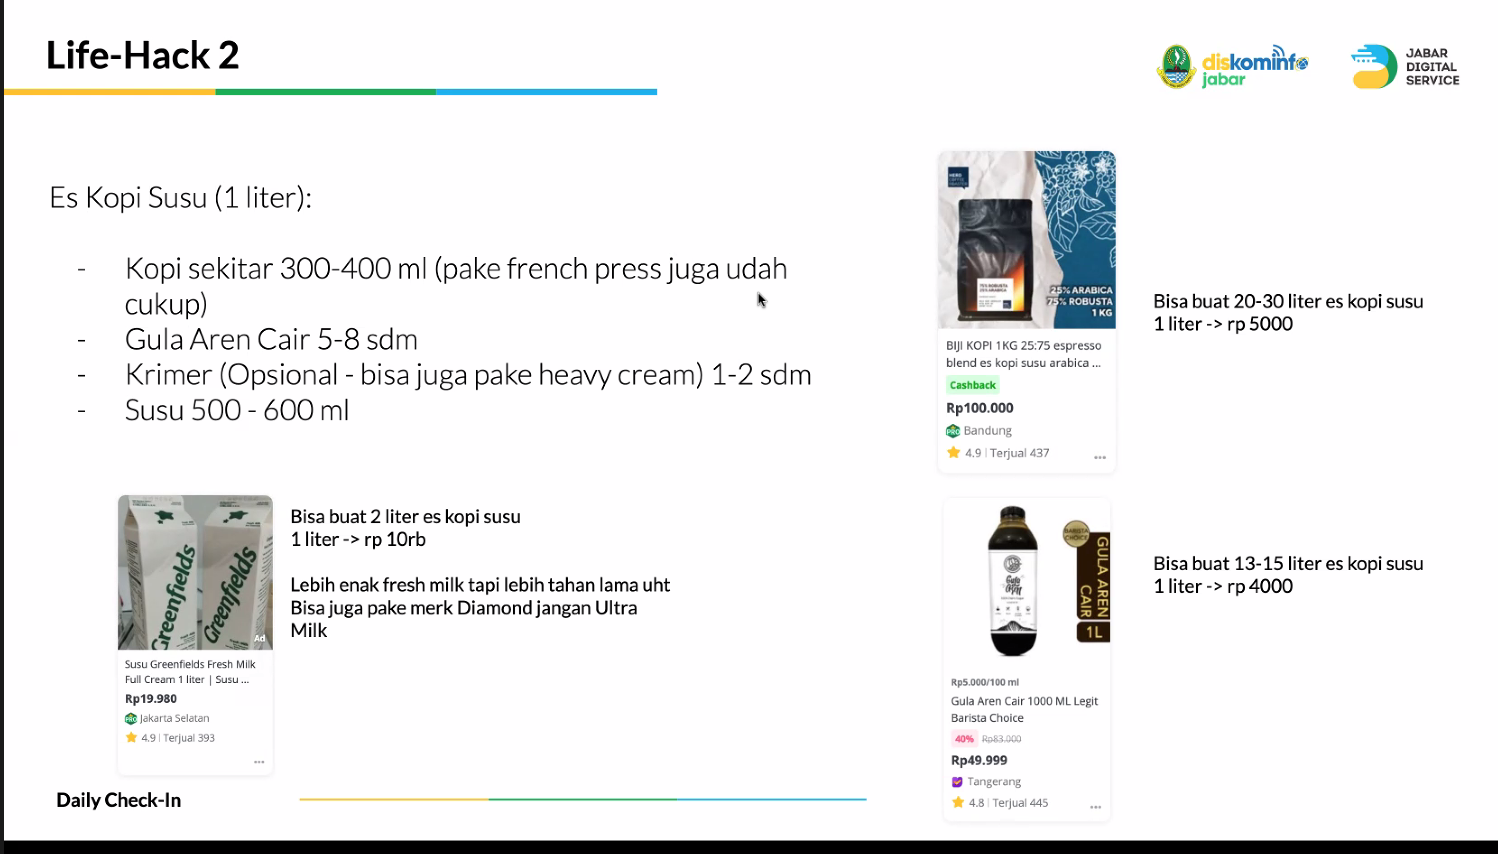 Life-Hack 2
diskominfo
jabar
JABAR
DIGITAL
SERVICE
Es Kopi Susu (1 liter):
- Kopi sekitar 300-400 ml (pake french press juga udah
cukup)
- Gula Aren Cair 5-8 sdm
- Krimer (Opsional - bisa juga pake heavy cream) 1-2 sdm
- Susu 500 - 600 ml
25% ARABICA
75% ROBUSTA
1 KG
BIJI KOPI 1KG 25:75 espresso
blend es kopi susu arabica ...
Cashback
Rp100.000
PRO Bandung
4.9 | Terjual 437
Bisa buat 20-30 liter es kopi susu
1 liter -> rp 5000
Greenfields
Greenfields
Ad
Susu Greenfields Fresh Milk
Full Cream 1 liter | Susu ...
Rp19.980
PRO Jakarta Selatan
4.9 | Terjual 393
Bisa buat 2 liter es kopi susu
1 liter -> rp 10rb
Lebih enak fresh milk tapi lebih tahan lama uht
Bisa juga pake merk Diamond jangan Ultra
Milk
BARISTA
CHOICE
GULA AREN
CAIR
1L
Rp5.000/100 ml
Gula Aren Cair 1000 ML Legit
Barista Choice
40% Rp83.000
Rp49.999
Tangerang
4.8 | Terjual 445
Bisa buat 13-15 liter es kopi susu
1 liter -> rp 4000
Daily Check-In